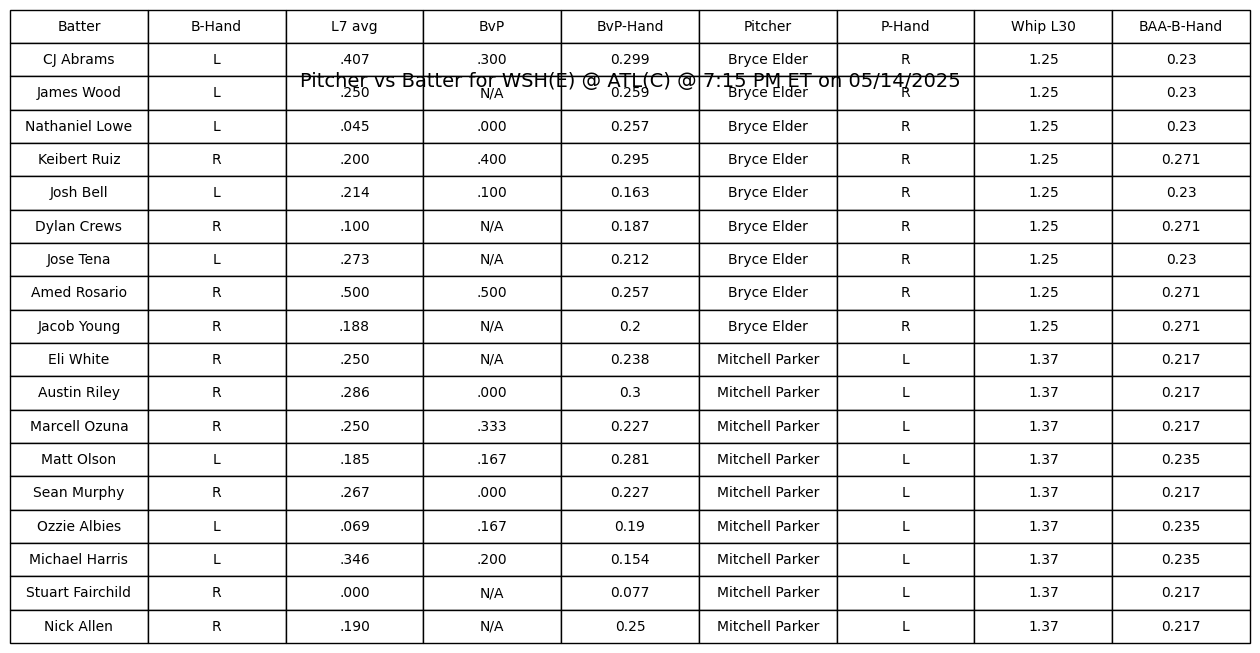 Batter B-Hand L7 avg BvP BvP-Hand Pitcher P-Hand Whip L30 BAA-B-Hand
CJ Abrams L .407 .300 0.299 Bryce Elder R 1.25 0.23
Pitcher vs Batter for WSH(E) @ ATL(C) @ 7:15 PM ET on 05/14/2025
James Wood L .250 N/A 0.259 Bryce Elder R 1.25 0.23
Nathaniel Lowe L .045 .000 0.257 Bryce Elder R 1.25 0.23
Keibert Ruiz R .200 .400 0.295 Bryce Elder R 1.25 0.271
Josh Bell L .214 .100 0.163 Bryce Elder R 1.25 0.23
Dylan Crews R .100 N/A 0.187 Bryce Elder R 1.25 0.271
Jose Tena L .273 N/A 0.212 Bryce Elder R 1.25 0.23
Amed Rosario R .500 .500 0.257 Bryce Elder R 1.25 0.271
Jacob Young R .188 N/A 0.2 Bryce Elder R 1.25 0.271
Eli White R .250 N/A 0.238 Mitchell Parker L 1.37 0.217
Austin Riley R .286 .000 0.3 Mitchell Parker L 1.37 0.217
Marcell Ozuna R .250 .333 0.227 Mitchell Parker L 1.37 0.217
Matt Olson L .185 .167 0.281 Mitchell Parker L 1.37 0.235
Sean Murphy R .267 .000 0.227 Mitchell Parker L 1.37 0.217
Ozzie Albies L .069 .167 0.19 Mitchell Parker L 1.37 0.235
Michael Harris L .346 .200 0.154 Mitchell Parker L 1.37 0.235
Stuart Fairchild R .000 N/A 0.077 Mitchell Parker L 1.37 0.217
Nick Allen R .190 N/A 0.25 Mitchell Parker L 1.37 0.217